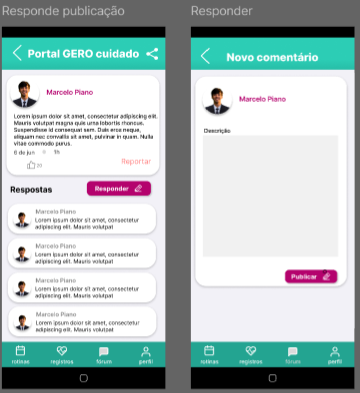 Responde publicação
Portal GERO cuidado
Marcelo Piano
Lorem ipsum dolor sit amet, consectetur adipiscing elit.
Mauris volutpat magna quis urna lobortis rhoncus.
Suspendisse id consequat sem. Duis arcu neque,
aliquam nec convallis sit amet, pulvinar in quam. Nulla
vitae commodo purus.
6 de jun 1h
20
Reportar
Respostas
Responder
Marcelo Piano
Lorem ipsum dolor sit amet, consectetur
adipiscing elit. Mauris volutpat
Marcelo Piano
Lorem ipsum dolor sit amet, consectetur
adipiscing elit. Mauris volutpat
Marcelo Piano
Lorem ipsum dolor sit amet, consectetur
adipiscing elit. Mauris volutpat
Marcelo Piano
Lorem ipsum dolor sit amet, consectetur
adipiscing elit. Mauris volutpat
rotinas registros fórum perfil
Responder
Novo comentário
Marcelo Piano
Descrição
Publicar
rotinas registros fórum perfil